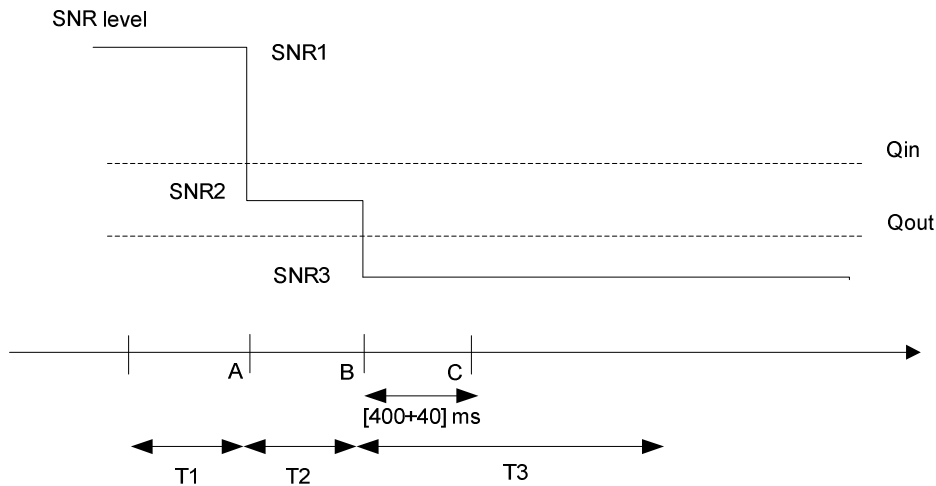 SNR level
SNR1
Qin
SNR2
Qout
SNR3
A B C
[400+40] ms
T1 T2 T3